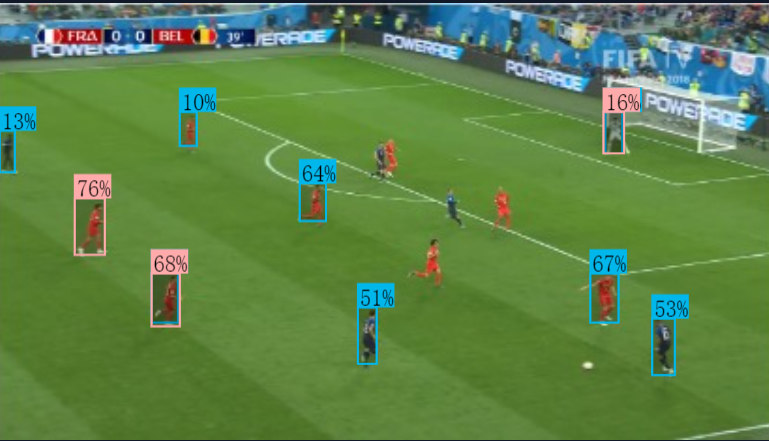 FRA 0 0 BEL 39'
POWERADE
POWERADE
POWERADE
POWERADE
POWERADE
FIFA TV
10%
16%
13%
64%
76%
68%
67%
51%
53%